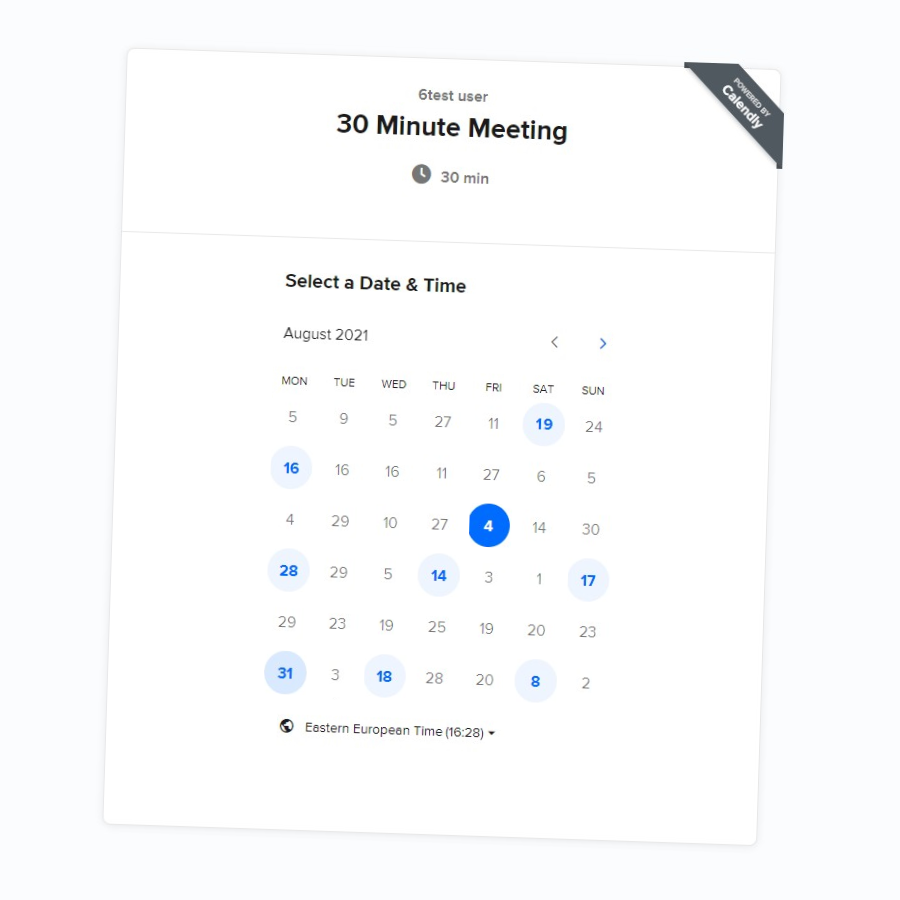 POWERED BY
Calendly
6test user
30 Minute Meeting
30 min
Select a Date & Time
August 2021
MON TUE WED THU FRI SAT SUN
5 9 5 27 11 19 24
16 16 16 11 27 6 5
4 29 10 27 4 14 30
28 29 5 14 3 1 17
29 23 19 25 19 20 23
31 3 18 28 20 8 2
Eastern European Time (16:28)